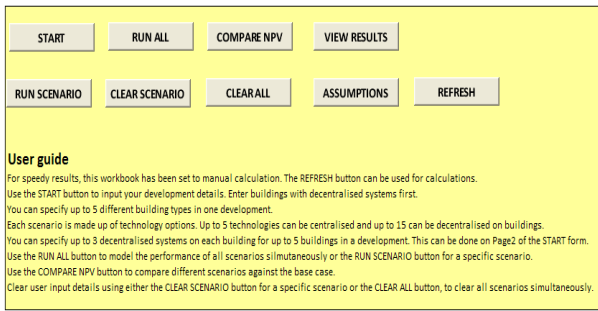 START RUN ALL COMPARE NPV VIEW RESULTS
RUN SCENARIO CLEAR SCENARIO CLEAR ALL ASSUMPTIONS REFRESH
User guide
For speedy results, this workbook has been set to manual calculation. The REFRESH button can be used for calculations.
Use the START button to input your development details. Enter buildings with decentralised systems first.
You can specify up to 5 different building types in one development.
Each scenario is made up of technology options. Up to 5 technologies can be centralised and up to 15 can be decentralised on buildings.
You can specify up to 3 decentralised systems on each building for up to 5 buildings in a development. This can be done on Page2 of the START form.
Use the RUN ALL button to model the performance of all scenarios silmutaneously or the RUN SCENARIO button for a specific scenario.
Use the COMPARE NPV button to compare different scenarios against the base case.
Clear user input details using either the CLEAR SCENARIO button for a specific scenario or the CLEAR ALL button, to clear all scenarios simultaneously.